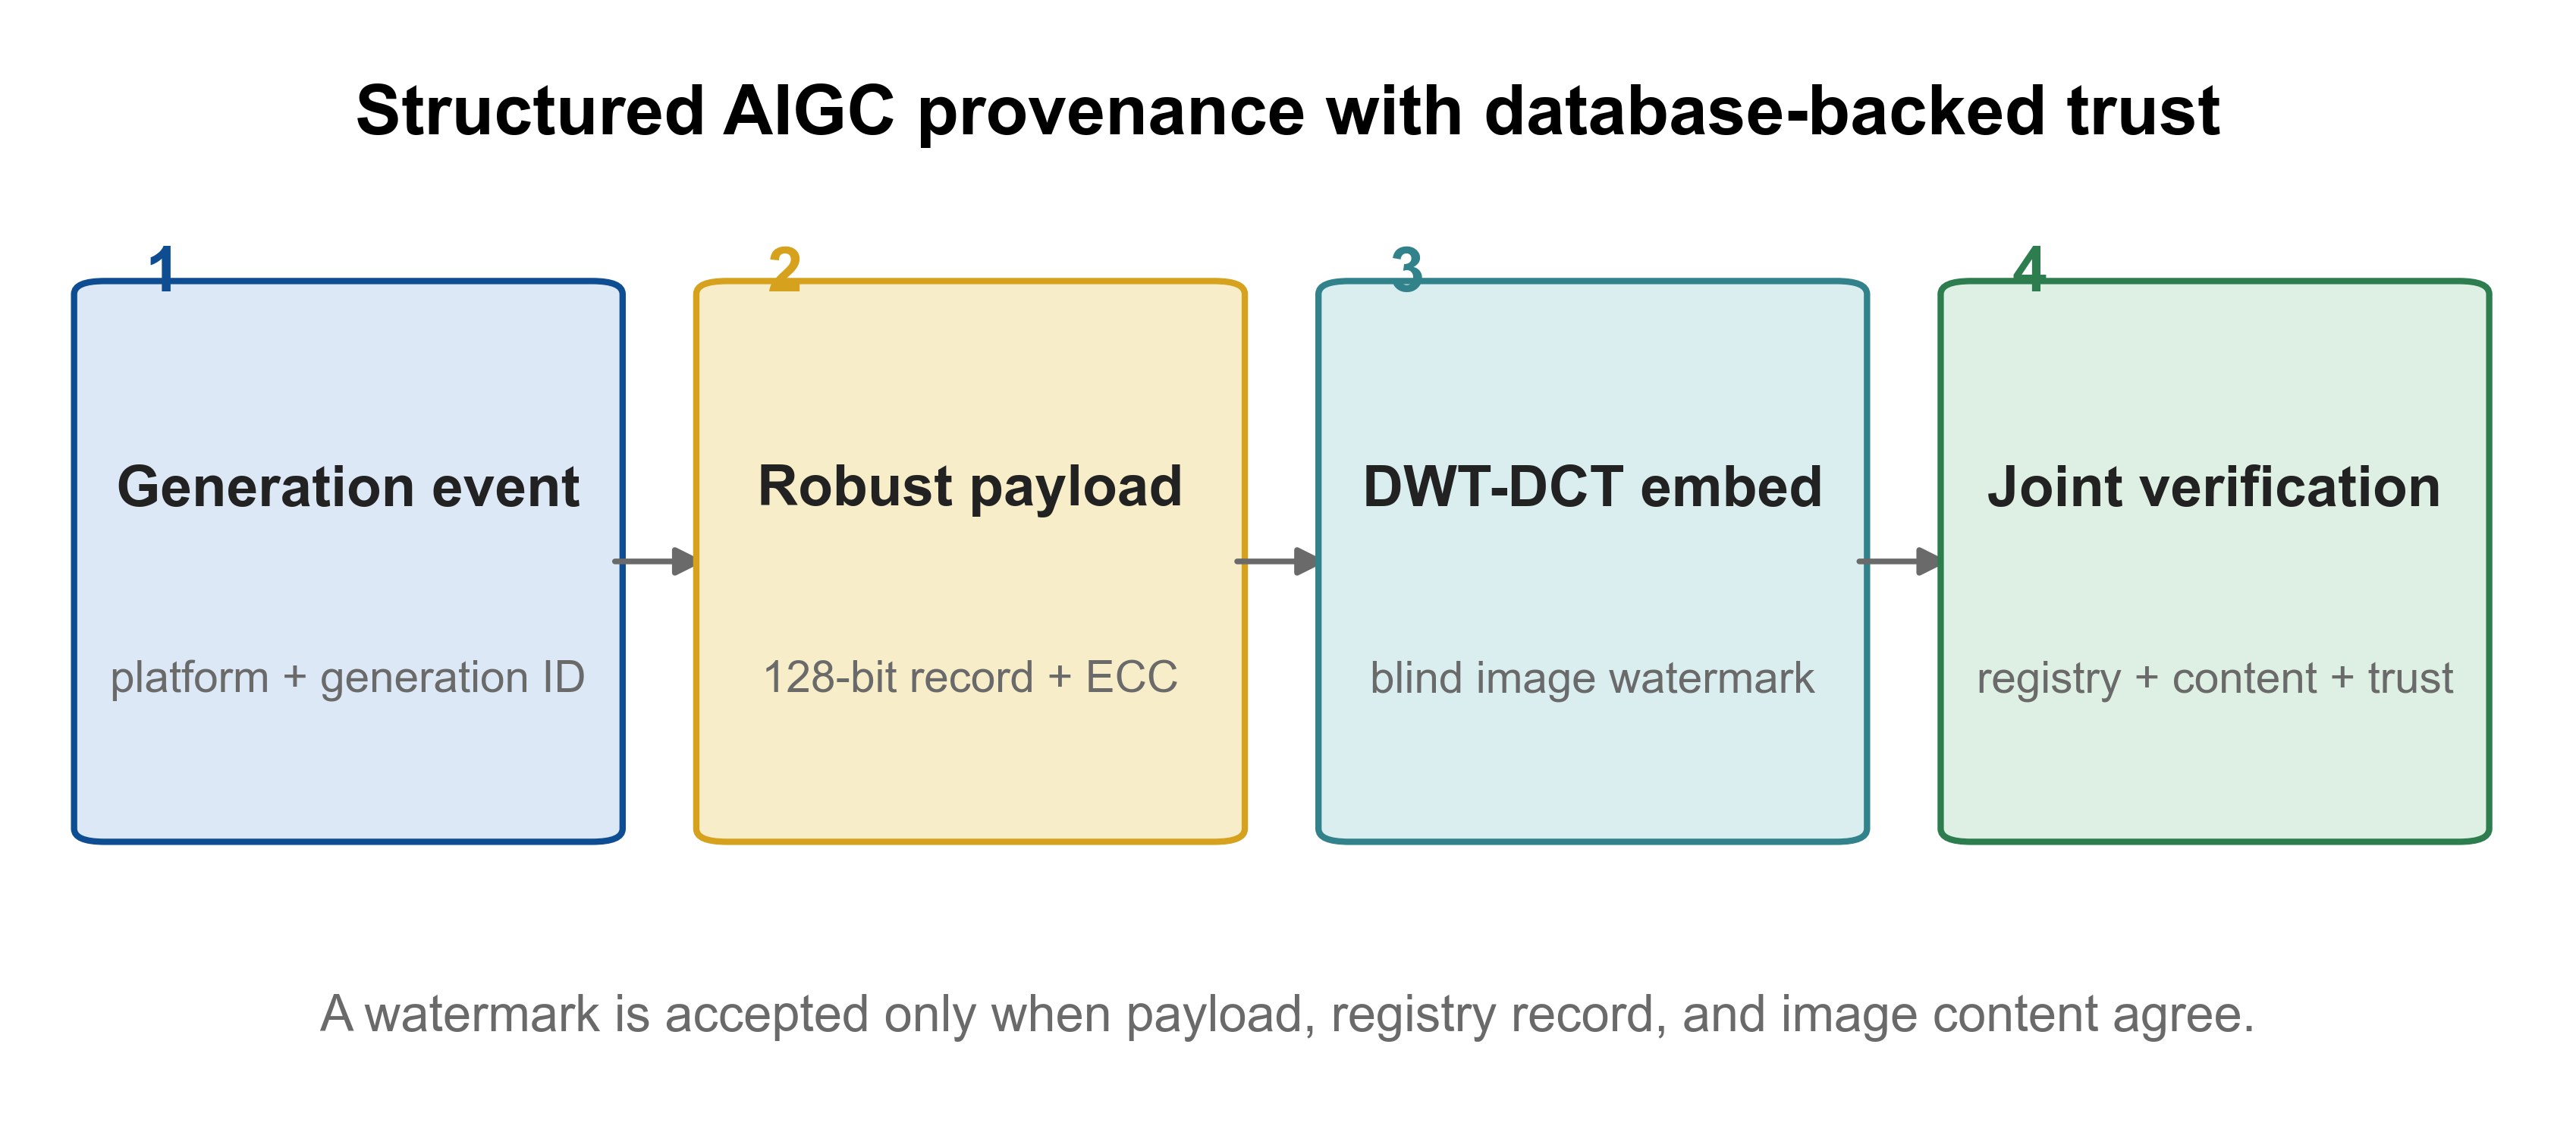 Structured AIGC provenance with database-backed trust
1
2
3
4
Generation event
platform + generation ID
Robust payload
128-bit record + ECC
DWT-DCT embed
blind image watermark
Joint verification
registry + content + trust
A watermark is accepted only when payload, registry record, and image content agree.